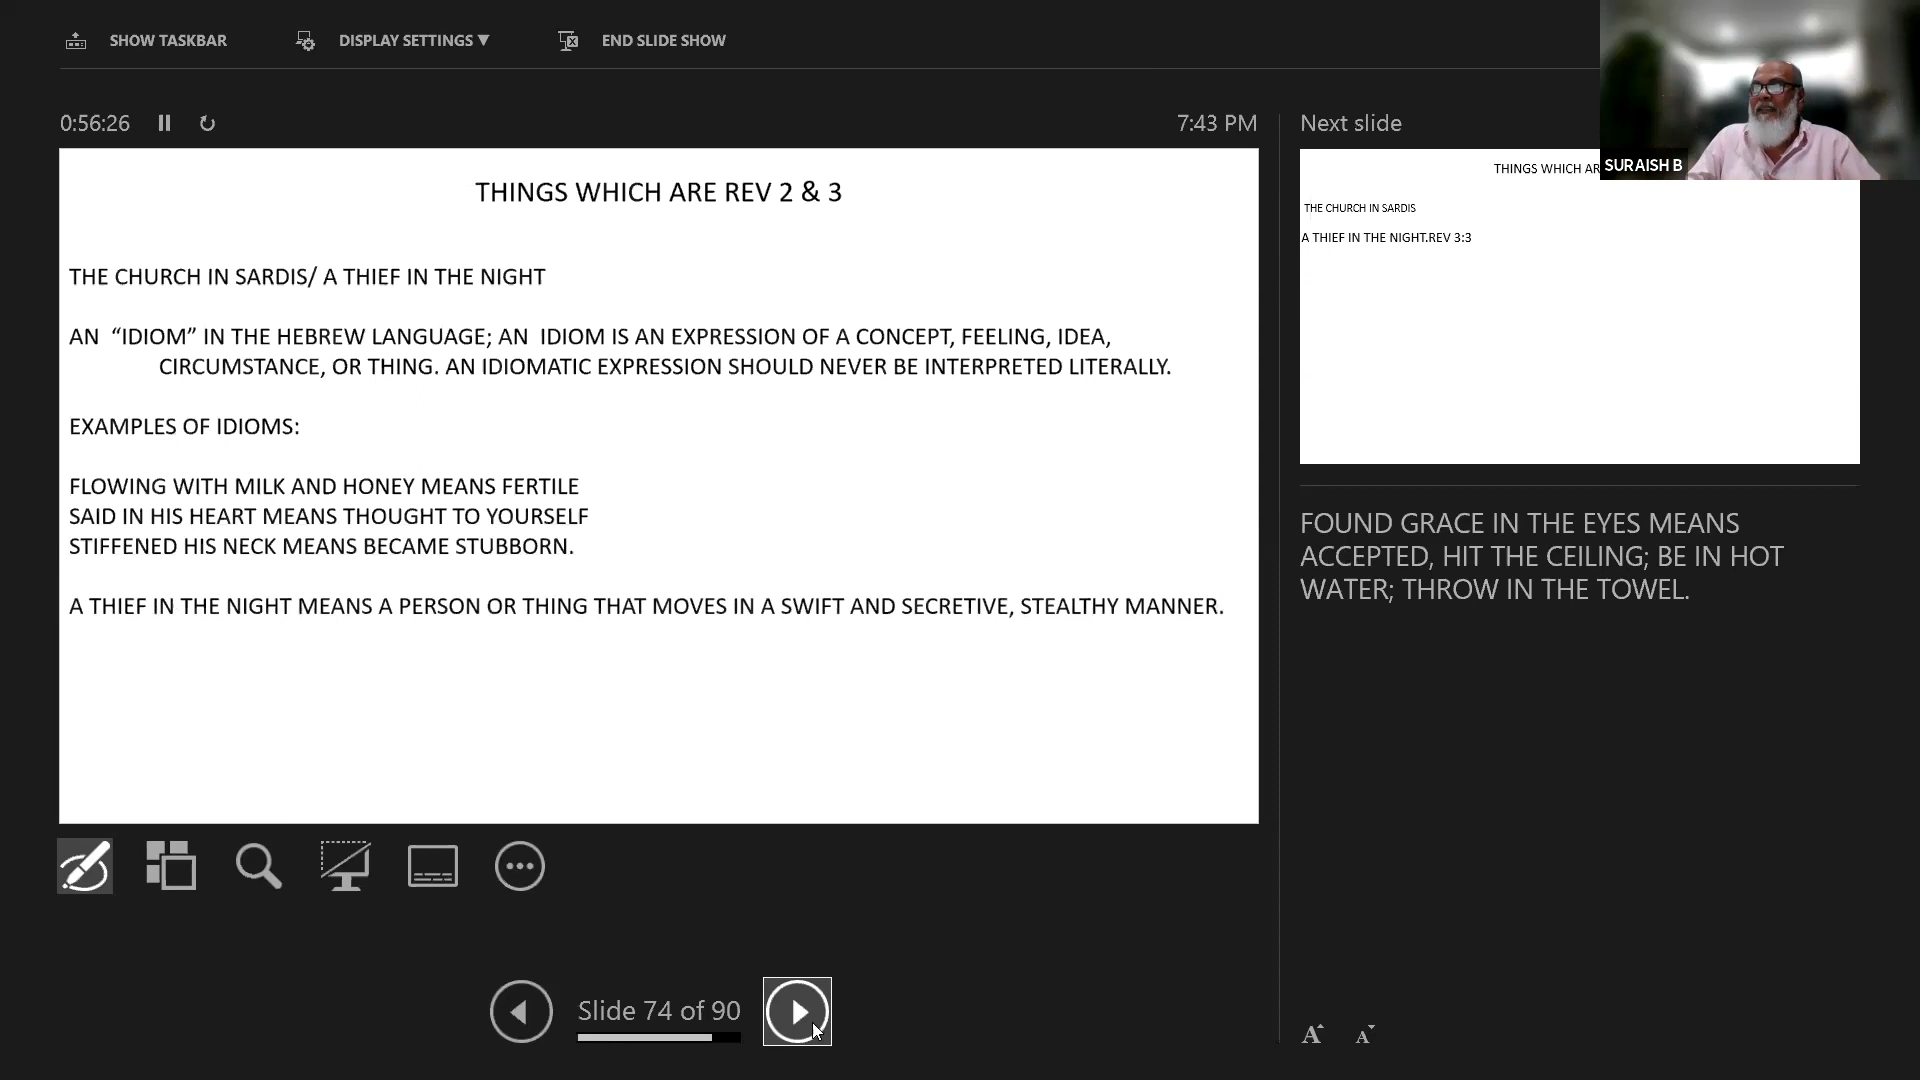 SHOW TASKBAR
DISPLAY SETTINGS ▼
END SLIDE SHOW
0:56:26
7:43 PM
Next slide
SURAISH B
THINGS WHICH ARE REV 2 & 3
THE CHURCH IN SARDIS/ A THIEF IN THE NIGHT
AN “IDIOM” IN THE HEBREW LANGUAGE; AN IDIOM IS AN EXPRESSION OF A CONCEPT, FEELING, IDEA,
CIRCUMSTANCE, OR THING. AN IDIOMATIC EXPRESSION SHOULD NEVER BE INTERPRETED LITERALLY.
EXAMPLES OF IDIOMS:
FLOWING WITH MILK AND HONEY MEANS FERTILE
SAID IN HIS HEART MEANS THOUGHT TO YOURSELF
STIFFENED HIS NECK MEANS BECAME STUBBORN.
A THIEF IN THE NIGHT MEANS A PERSON OR THING THAT MOVES IN A SWIFT AND SECRETIVE, STEALTHY MANNER.
THINGS WHICH AR
THE CHURCH IN SARDIS
A THIEF IN THE NIGHT.REV 3:3
FOUND GRACE IN THE EYES MEANS
ACCEPTED, HIT THE CEILING; BE IN HOT
WATER; THROW IN THE TOWEL.
Slide 74 of 90
A A